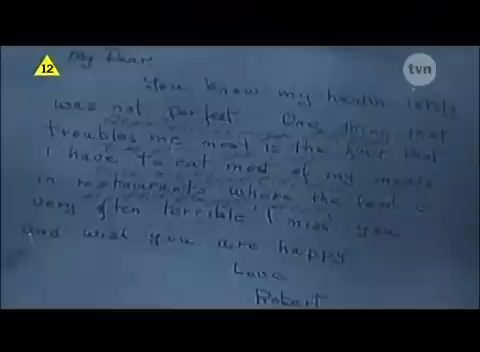 12
tvn
My Dear
You know my health lately
was not perfect One thing that
troubles me most is the fact that
I have to eat most of my meals
in restaurants where the food is
very often terrible I miss you
and wish you are happy
Love
Robert